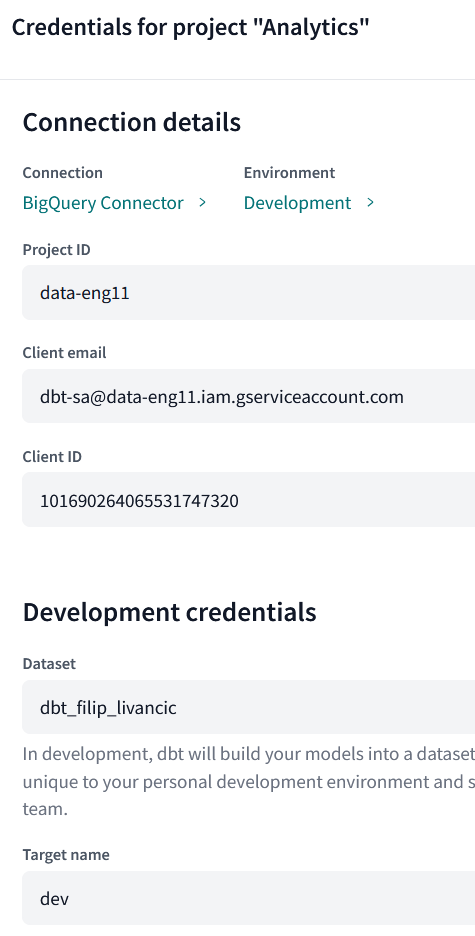 Credentials for project "Analytics"
Connection details
Connection Environment
BigQuery Connector > Development >
Project ID
data-eng11
Client email
dbt-sa@data-eng11.iam.gserviceaccount.com
Client ID
101690264065531747320
Development credentials
Dataset
dbt_filip_livancic
In development, dbt will build your models into a dataset
unique to your personal development environment and s
team.
Target name
dev